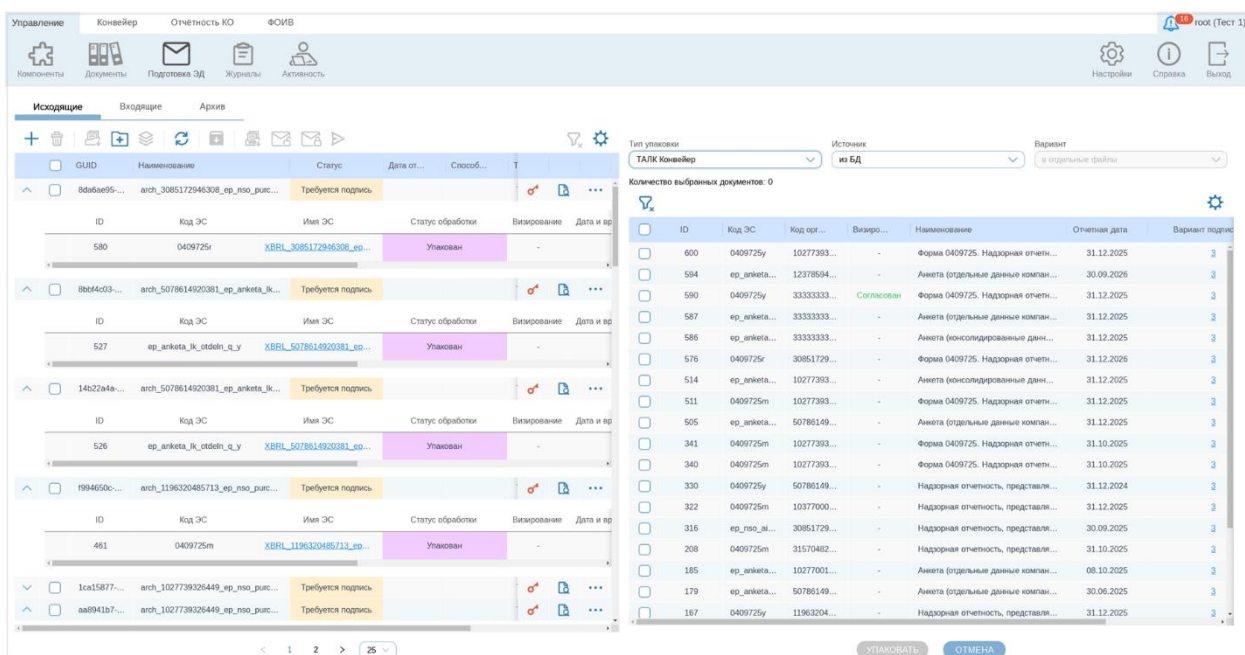 Управление Конвейер Отчётность КО ФОИВ 16 root (Тест 1)
Компоненты Документы Подготовка ЭД Журналы Активность Настройки Справка Выход
Исходящие Входящие Архив
GUID Наименование Статус Дата от... Способ... Т
8da6ae95-... arch_3085172946308_ep_nso_purc... Требуется подпись
ID Код ЭС Имя ЭС Статус обработки Визирование Дата и вр
580 0409725r XBRL_3085172946308_ep... Упакован -
8bbf4c03-... arch_5078614920381_ep_anketa_lk... Требуется подпись
ID Код ЭС Имя ЭС Статус обработки Визирование Дата и вр
527 ep_anketa_lk_otdeln_q_y XBRL_5078614920381_ep... Упакован -
14b22a4a-... arch_5078614920381_ep_anketa_lk... Требуется подпись
ID Код ЭС Имя ЭС Статус обработки Визирование Дата и вр
526 ep_anketa_lk_otdeln_q_y XBRL_5078614920381_ep... Упакован -
f994650c-... arch_1196320485713_ep_nso_purc... Требуется подпись
ID Код ЭС Имя ЭС Статус обработки Визирование Дата и вр
461 0409725m XBRL_1196320485713_ep... Упакован -
1ca15877-... arch_1027739326449_ep_nso_purc... Требуется подпись
aa8941b7-... arch_1027739326449_ep_nso_purc... Требуется подпись
< 1 2 > 25
Тип упаковки Источник Вариант
ТАЛК Конвейер из БД в отдельные файлы
Количество выбранных документов: 0
ID Код ЭС Код орг... Визиро... Наименование Отчетная дата Вариант подпис
600 0409725y 10277393... - Форма 0409725. Надзорная отчетн... 31.12.2025 3
594 ep_anketa... 12378594... - Анкета (отдельные данные компан... 30.09.2026 3
590 0409725y 33333333... Согласован Форма 0409725. Надзорная отчетн... 31.12.2025 3
587 ep_anketa... 33333333... - Анкета (отдельные данные компан... 31.12.2025 3
586 ep_anketa... 33333333... - Анкета (консолидированные данн... 31.12.2025 3
576 0409725r 30851729... - Форма 0409725. Надзорная отчетн... 31.12.2026 3
514 ep_anketa... 10277393... - Анкета (консолидированные данн... 31.12.2025 3
511 0409725m 10277393... - Форма 0409725. Надзорная отчетн... 31.12.2025 3
505 ep_anketa... 50786149... - Анкета (отдельные данные компан... 31.12.2025 3
341 0409725m 10277393... - Форма 0409725. Надзорная отчетн... 31.10.2025 3
340 0409725m 10277393... - Форма 0409725. Надзорная отчетн... 31.10.2025 3
330 0409725y 50786149... - Надзорная отчетность, представля... 31.12.2024 3
322 0409725m 10377000... - Надзорная отчетность, представля... 31.12.2025 3
316 ep_nso_ai... 30851729... - Надзорная отчетность, представля... 30.09.2025 3
208 0409725m 31570482... - Надзорная отчетность, представля... 31.10.2025 3
185 ep_anketa... 10277001... - Анкета (отдельные данные компан... 08.10.2025 3
179 ep_anketa... 50786149... - Анкета (отдельные данные компан... 30.06.2025 3
167 0409725y 11963204... - Надзорная отчетность, представля... 31.12.2025 3
УПАКОВАТЬ ОТМЕНА